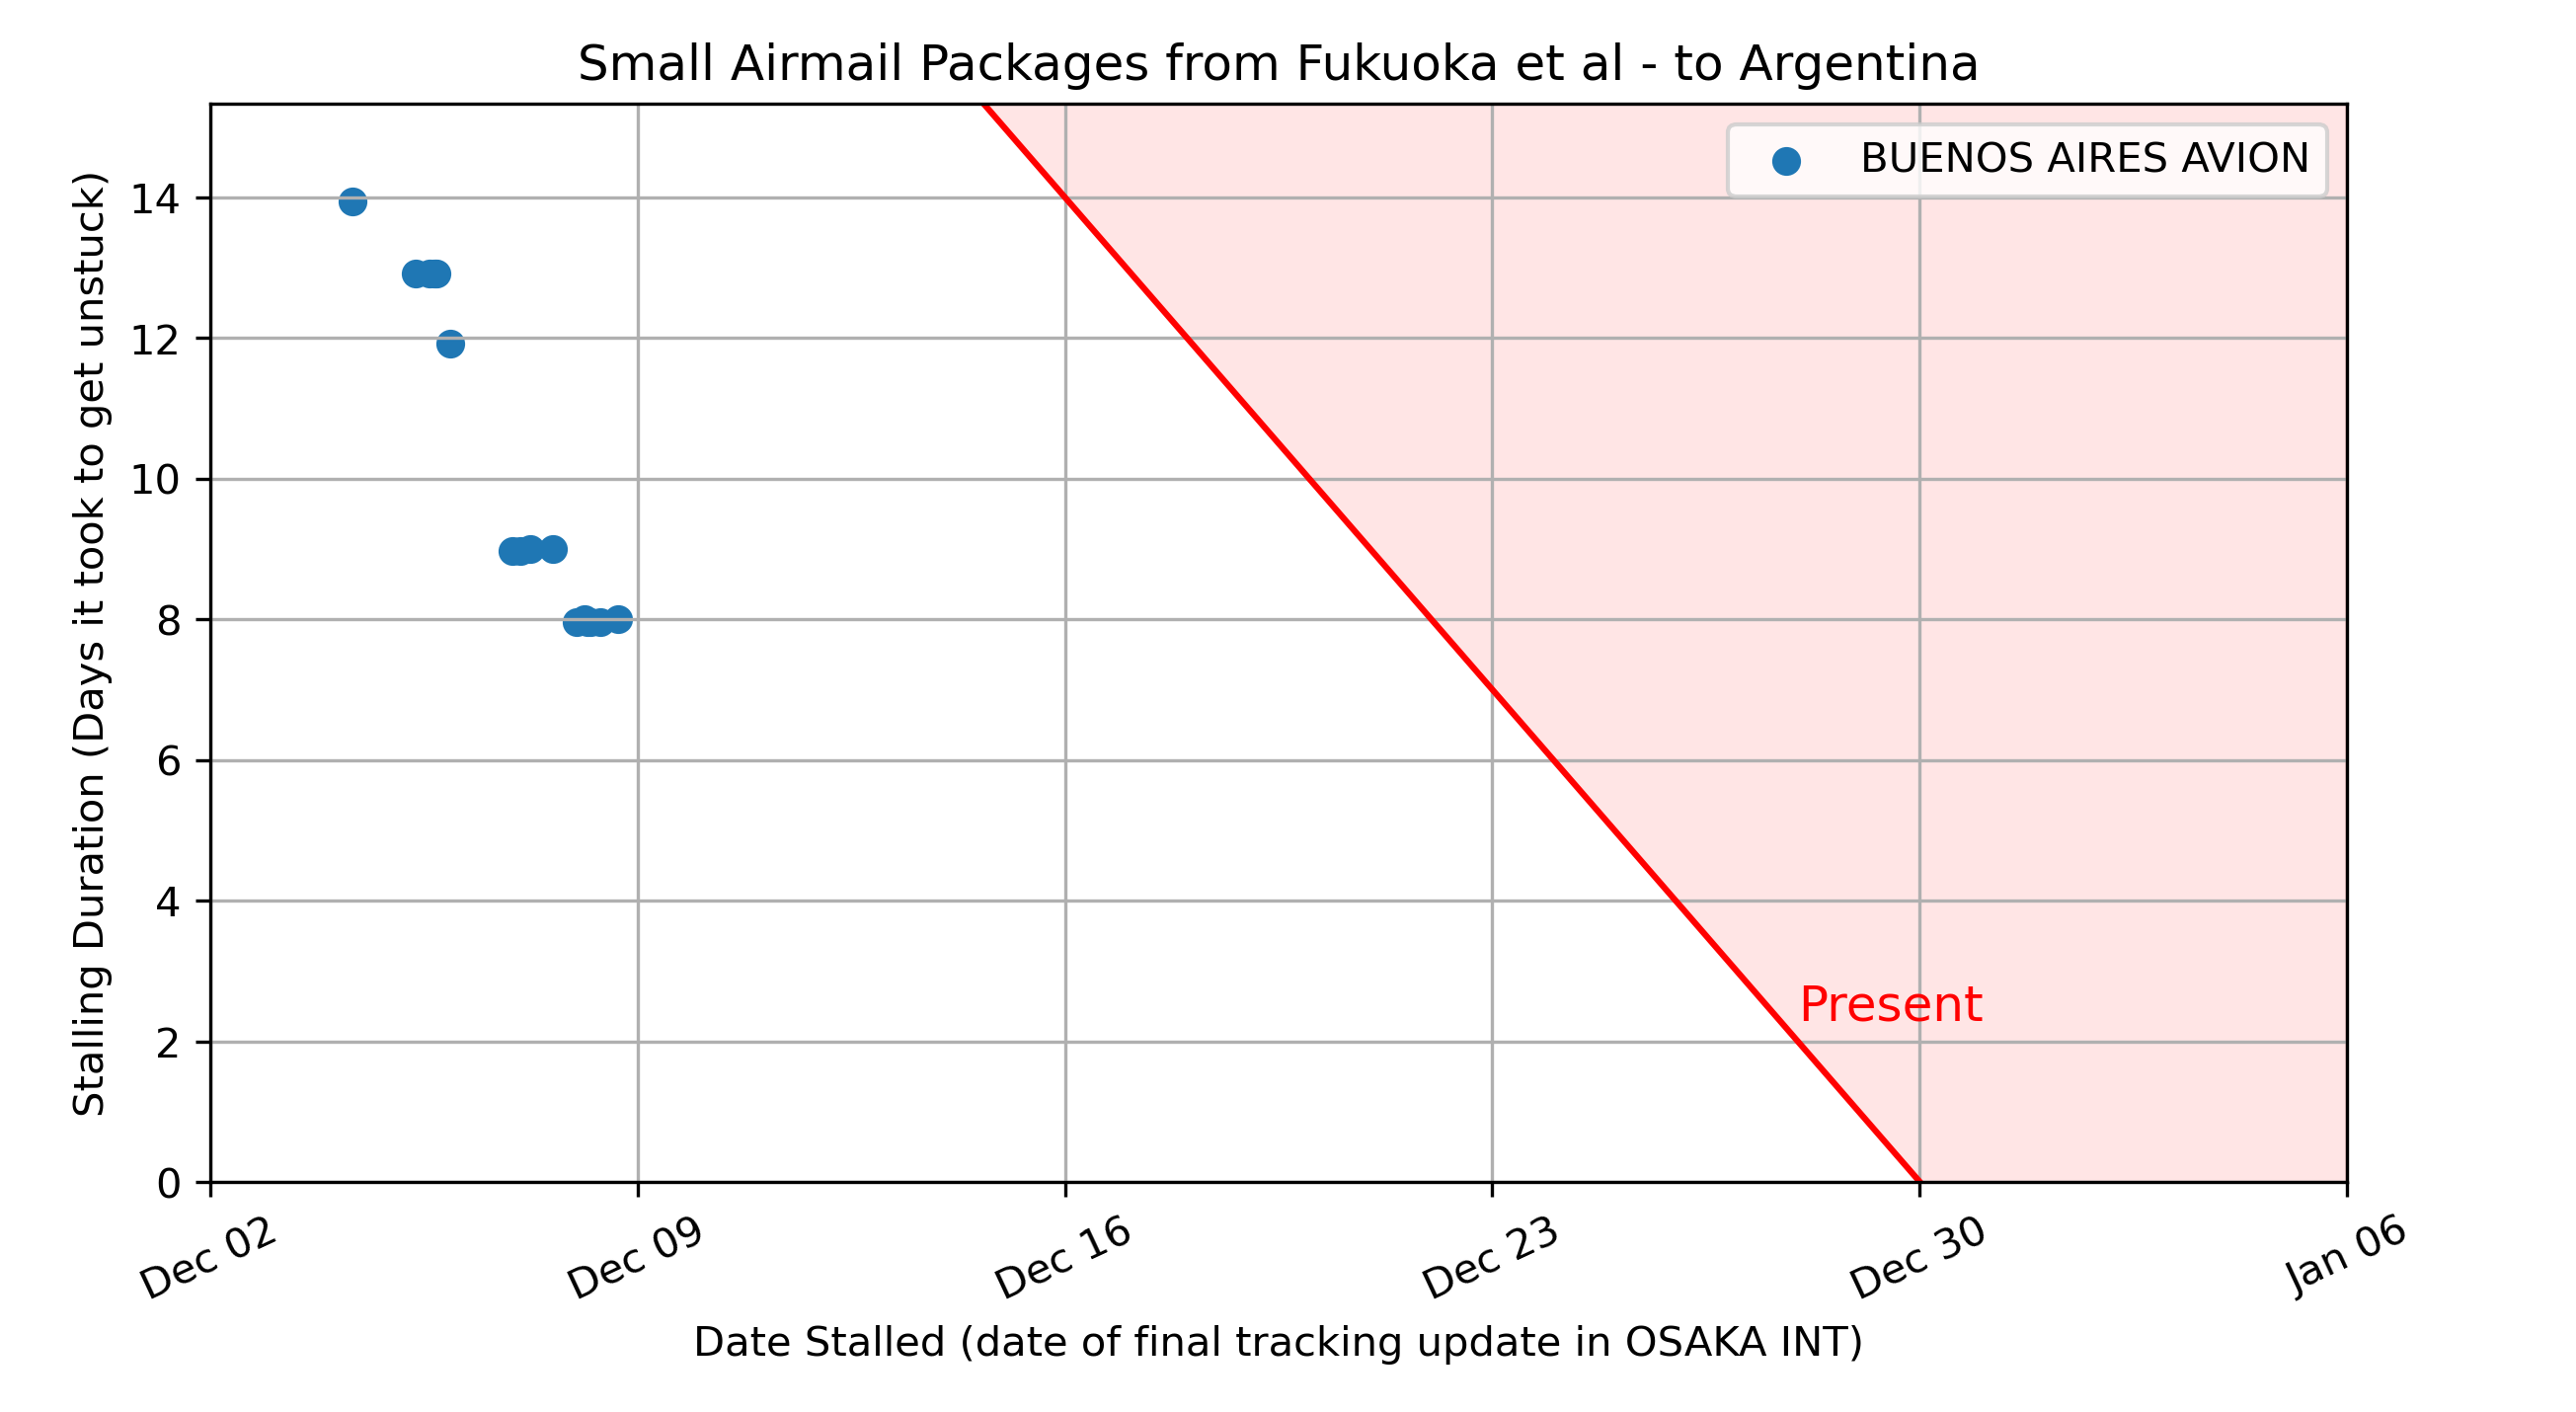 Small Airmail Packages from Fukuoka et al - to Argentina
BUENOS AIRES AVION
Stalling Duration (Days it took to get unstuck)
14
12
10
8
6
4
2
0
Present
Dec 02
Dec 09
Dec 16
Dec 23
Dec 30
Jan 06
Date Stalled (date of final tracking update in OSAKA INT)